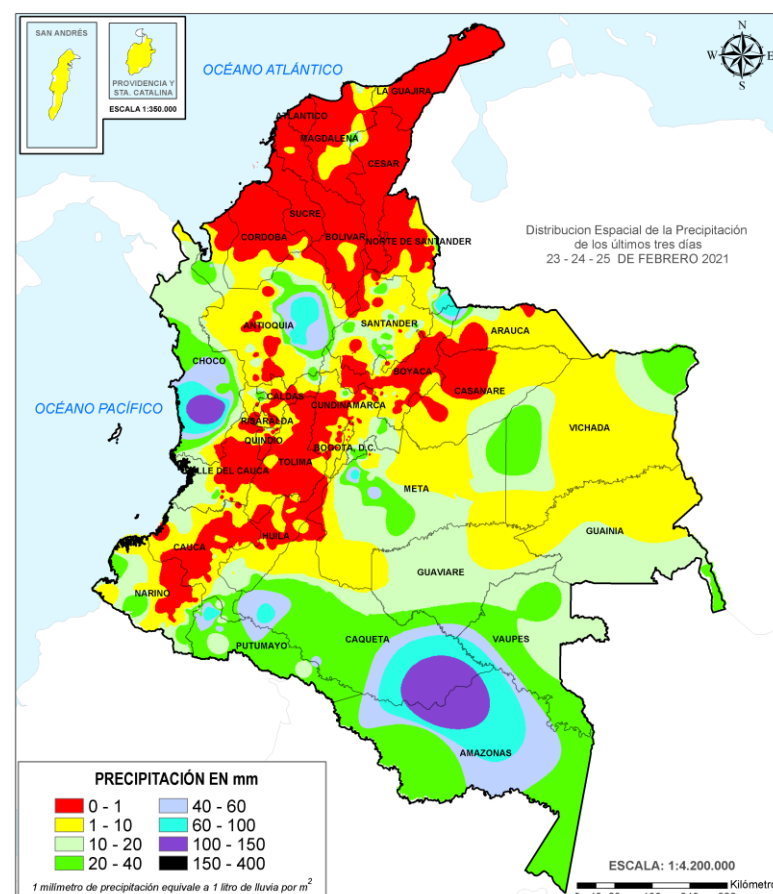 SAN ANDRÉS
PROVIDENCIA Y
STA. CATALINA
ESCALA 1:350.000
OCÉANO ATLÁNTICO
N
W
E
S
LA GUAJIRA
ATLANTICO
MAGDALENA
CESAR
SUCRE
CORDOBA
BOLIVAR
NORTE DE SANTANDER
Distribucion Espacial de la Precipitación
de los últimos tres días
23 - 24 - 25 DE FEBRERO 2021
ANTIOQUIA
SANTANDER
ARAUCA
CHOCO
BOYACA
CASANARE
OCÉANO PACÍFICO
CALDAS
CUNDINAMARCA
RISARALDA
VICHADA
QUINDIO
BOGOTA, D.C.
VALLE DEL CAUCA
TOLIMA
META
GUAINIA
CAUCA
HUILA
GUAVIARE
NARIÑO
CAQUETA
VAUPES
PUTUMAYO
AMAZONAS
PRECIPITACIÓN EN mm
0 - 1
40 - 60
1 - 10
60 - 100
10 - 20
100 - 150
20 - 40
150 - 400
1 milímetro de precipitación equivale a 1 litro de lluvia por m²
ESCALA: 1:4.200.000